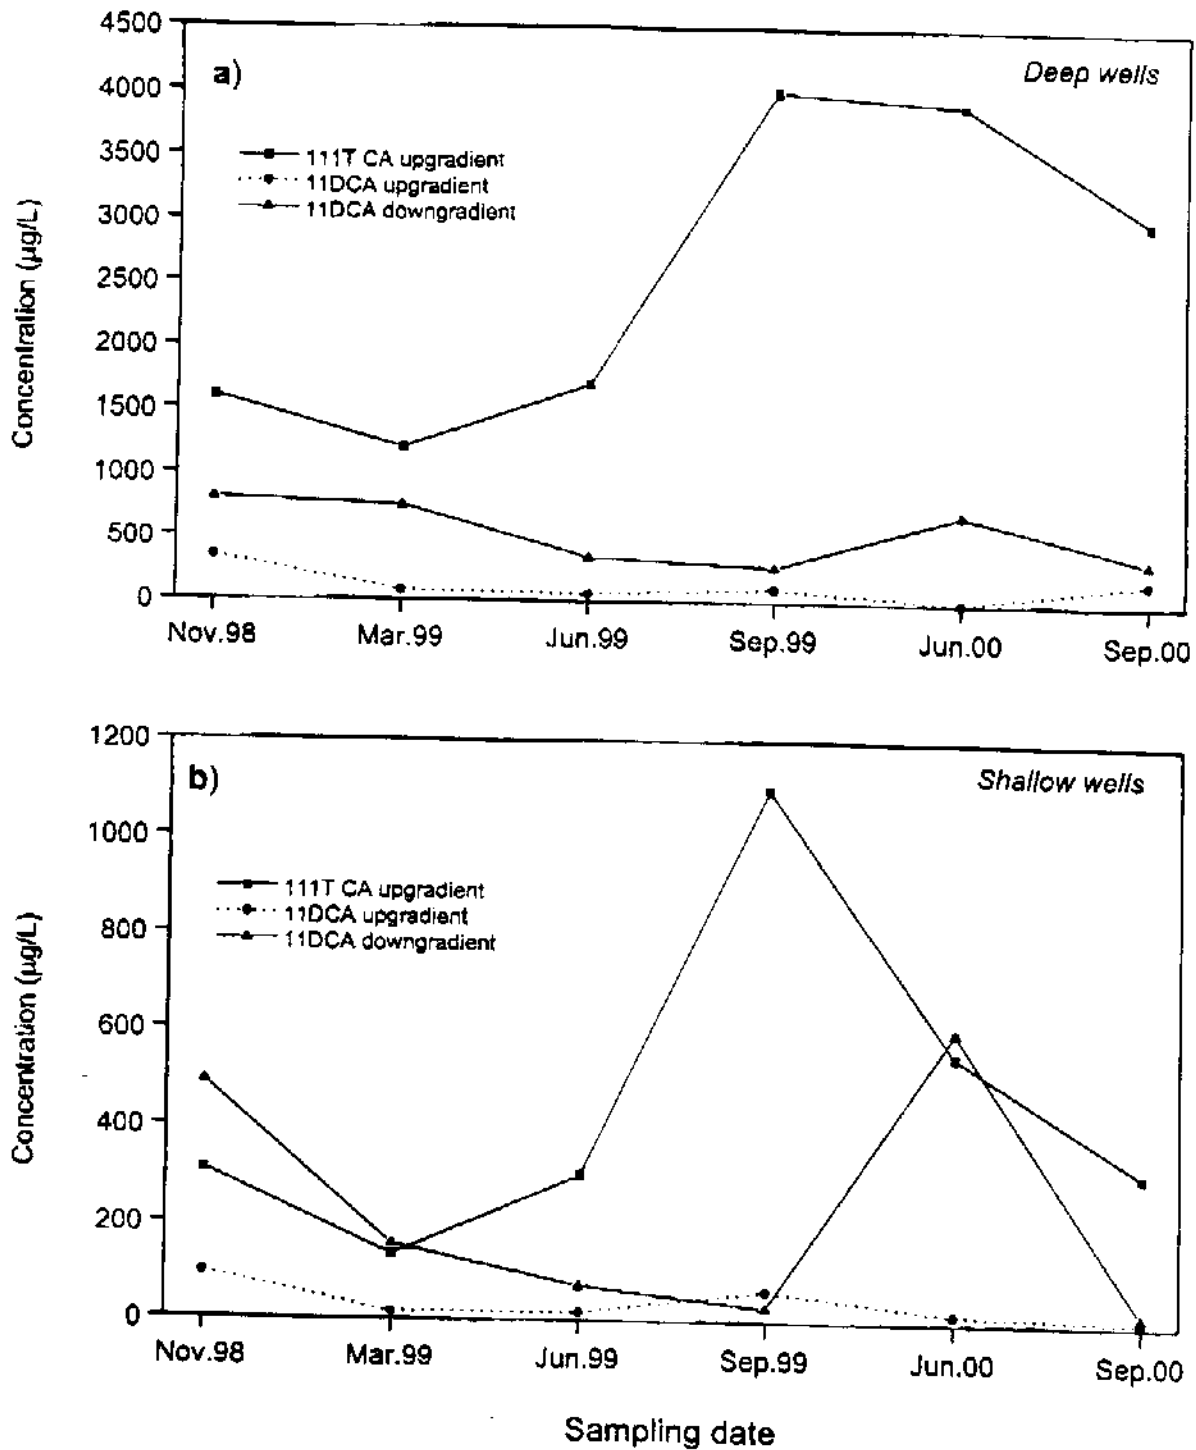 4500
a)
Deep wells
4000
3500
111T CA upgradient
11DCA upgradient
3000
11DCA downgradient
2500
2000
1500
1000
500
0
Concentration (µg/L)
Nov.98 Mar.99 Jun.99 Sep.99 Jun.00 Sep.00
1200
b)
Shallow wells
1000
111T CA upgradient
11DCA upgradient
800
11DCA downgradient
600
400
200
0
Concentration (µg/L)
Nov.98 Mar.99 Jun.99 Sep.99 Jun.00 Sep.00
Sampling date